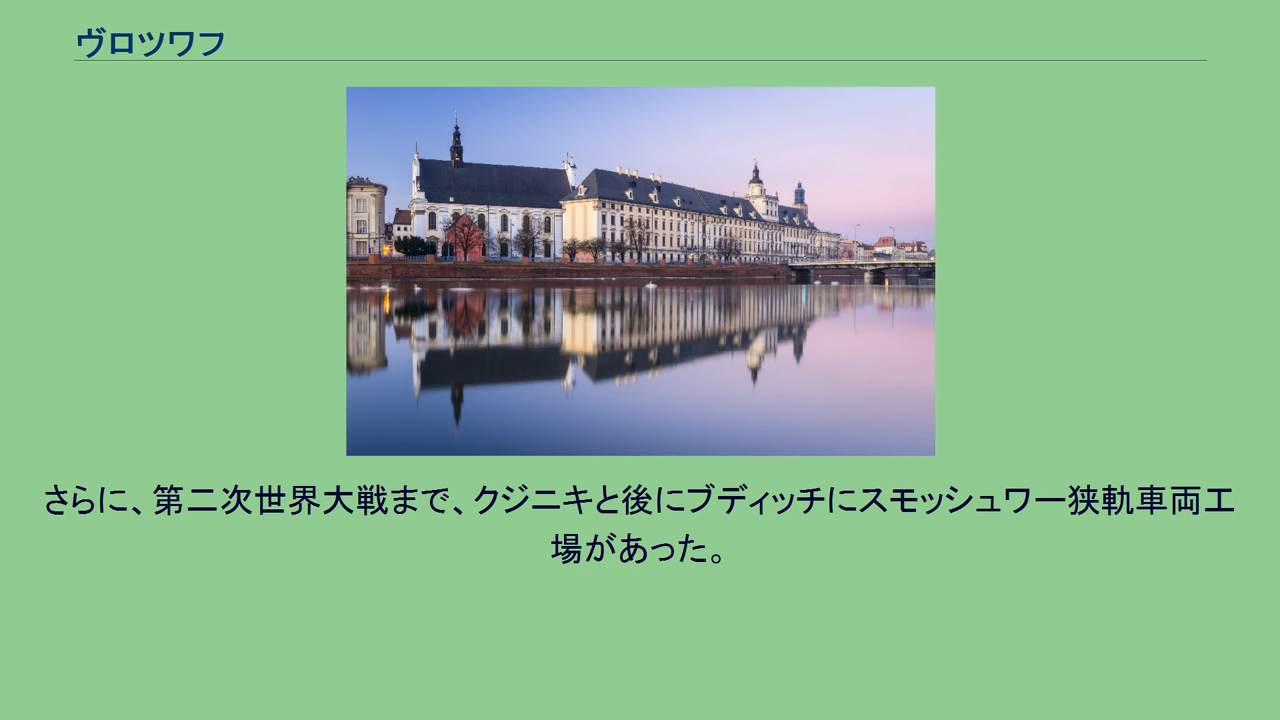 ヴロツワフ
さらに、第二次世界大戦まで、クジニキと後にブディッチにスモッシュワー狭軌車両工
場があった。